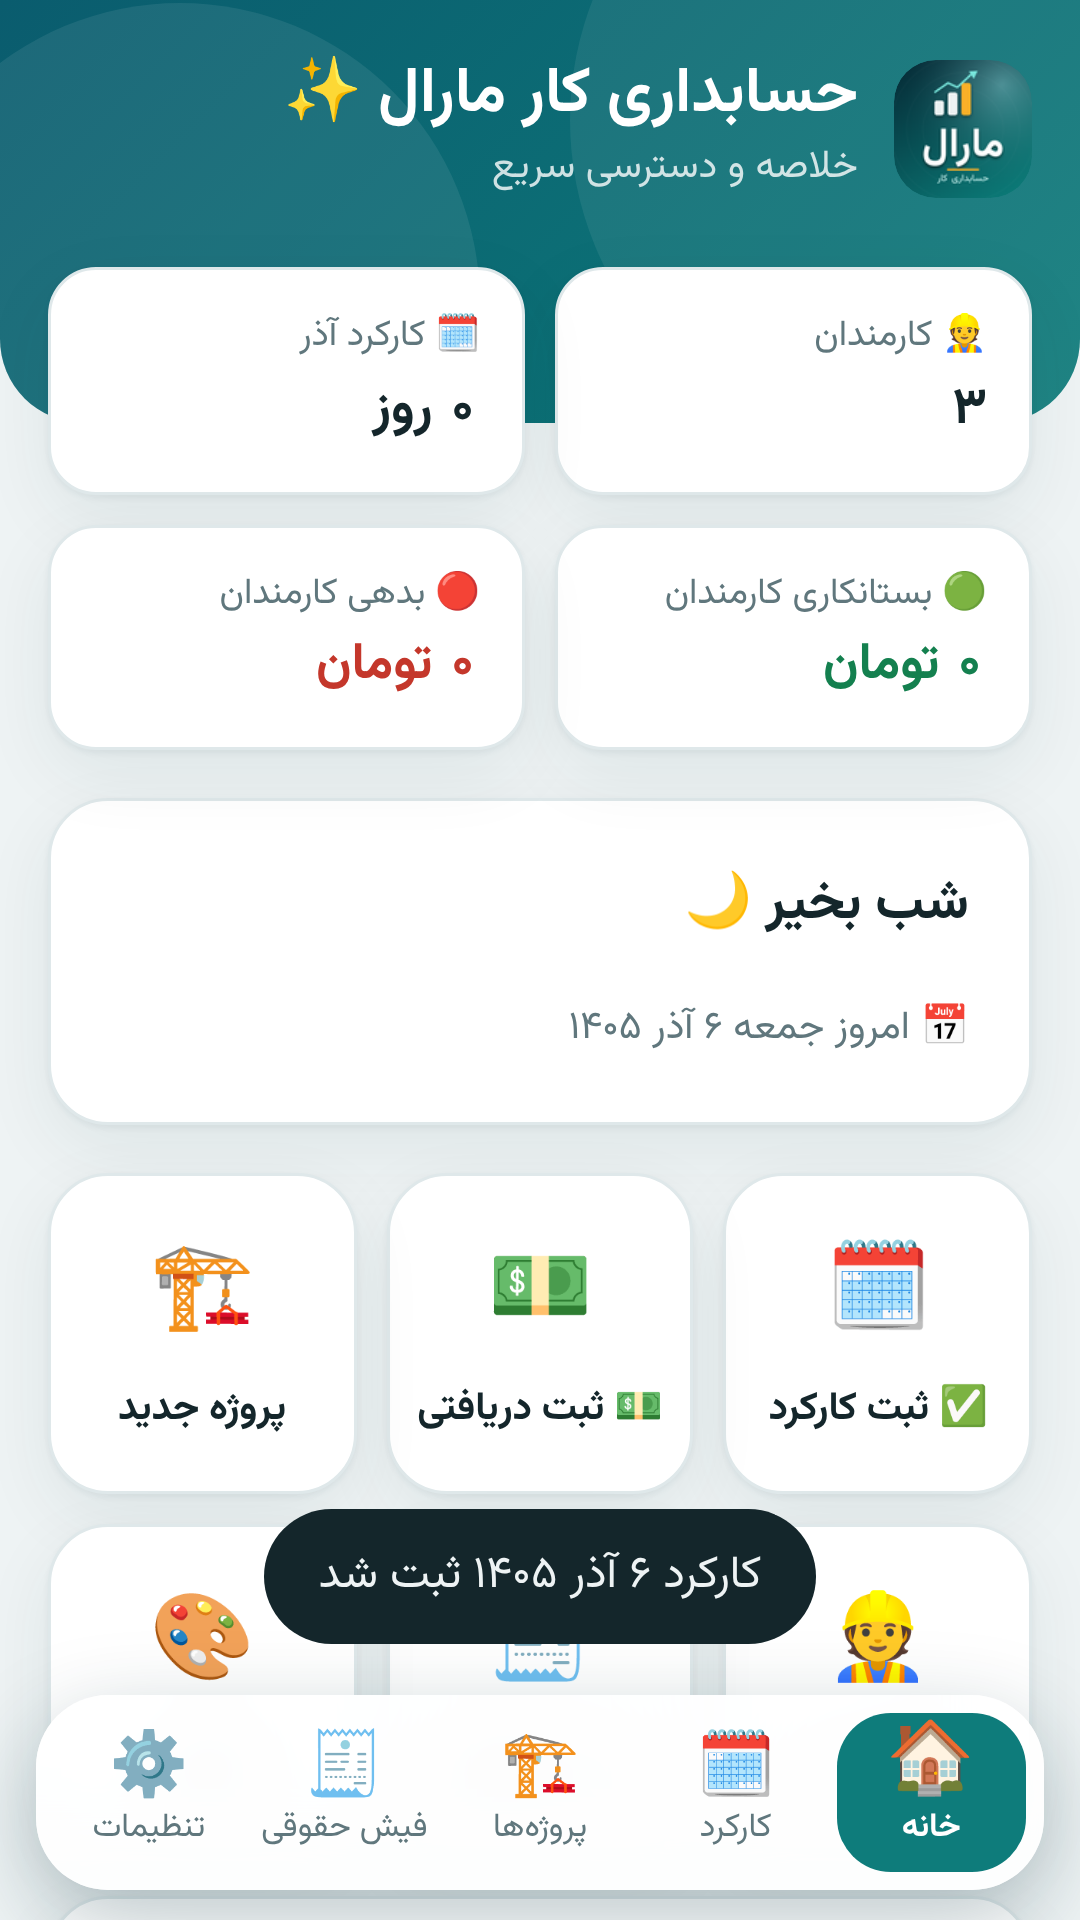 مارال
حسابداری کار
حسابداری کار مارال ✨
خلاصه و دسترسی سریع
👷 کارمندان
۳
🗓️ کارکرد آذر
۰ روز
🟢 بستانکاری کارمندان
۰ تومان
🔴 بدهی کارمندان
۰ تومان
شب بخیر 🌙
📅 امروز جمعه ۶ آذر ۱۴۰۵
✅ ثبت کارکرد
💵 ثبت دریافتی
پروژه جدید
کارکرد ۶ آذر ۱۴۰۵ ثبت شد
خانه
کارکرد
پروژه‌ها
فیش حقوقی
تنظیمات